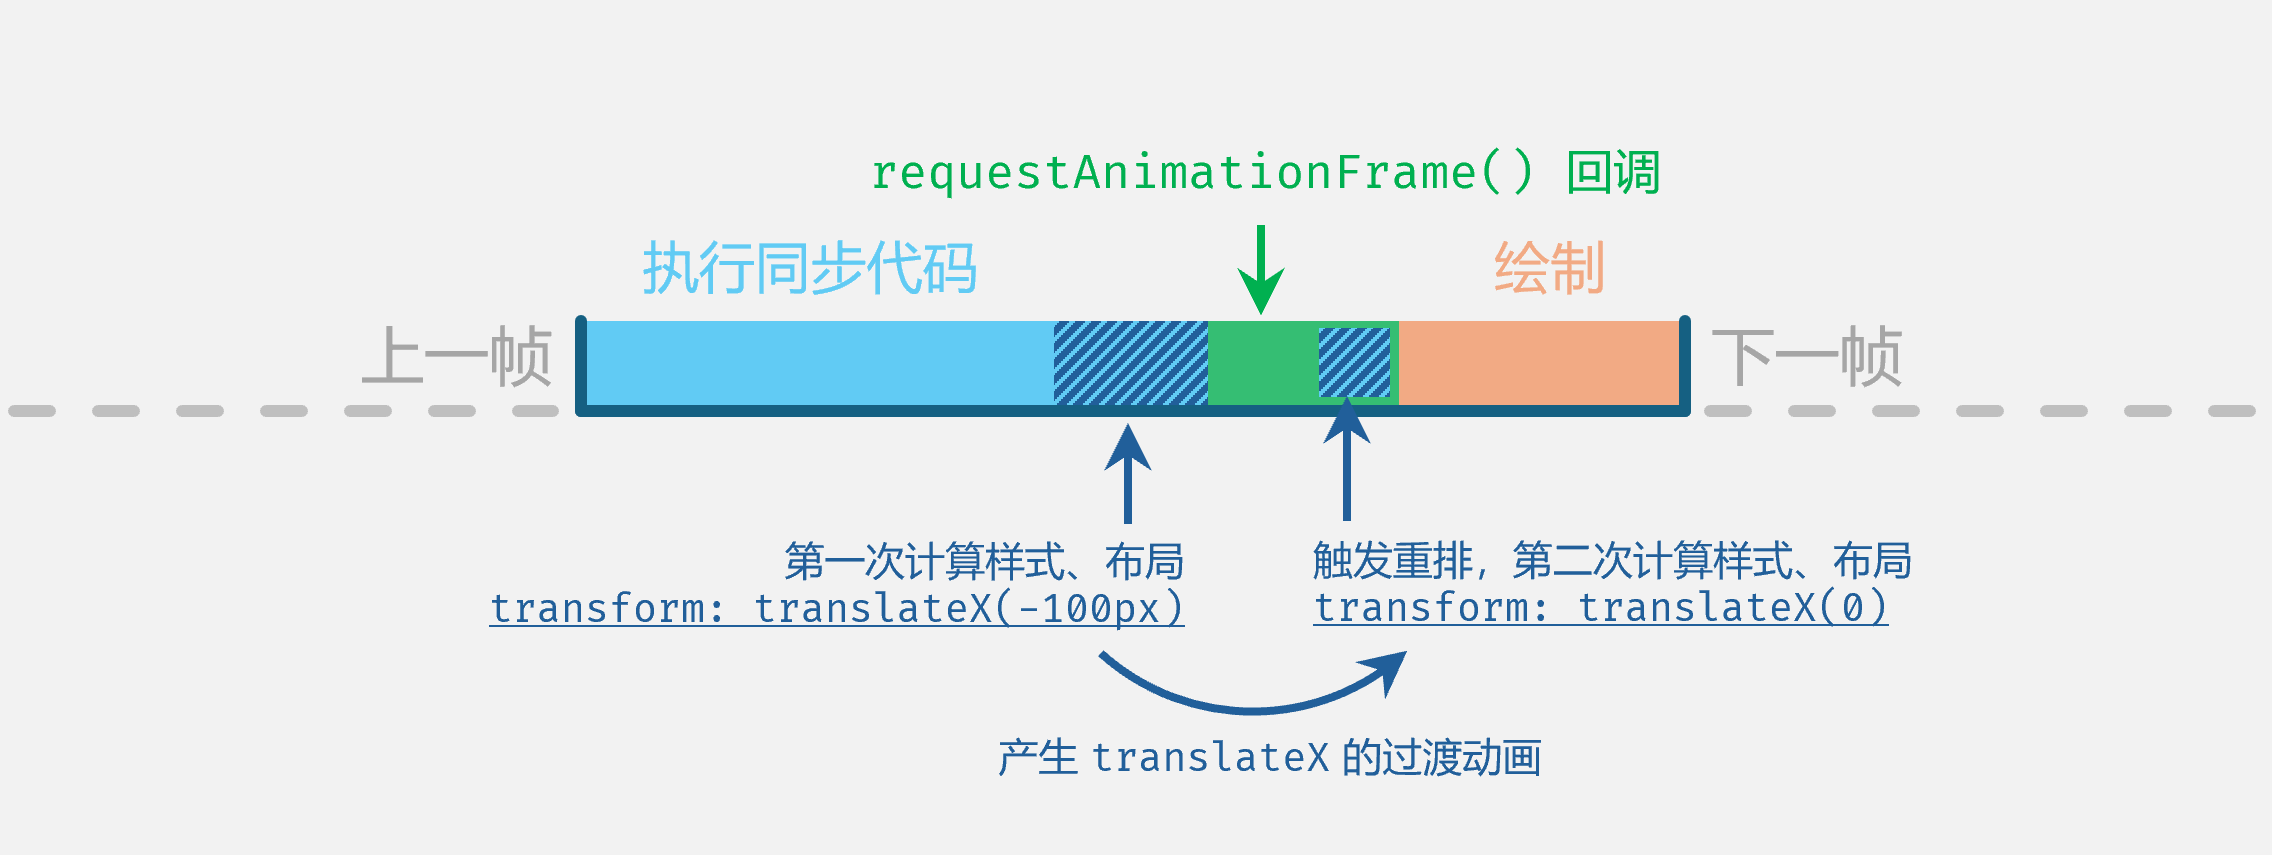 requestAnimationFrame() 回调
执行同步代码
绘制
上一帧
下一帧
第一次计算样式、布局
transform: translateX(-100px)
触发重排，第二次计算样式、布局
transform: translateX(0)
产生 translateX 的过渡动画